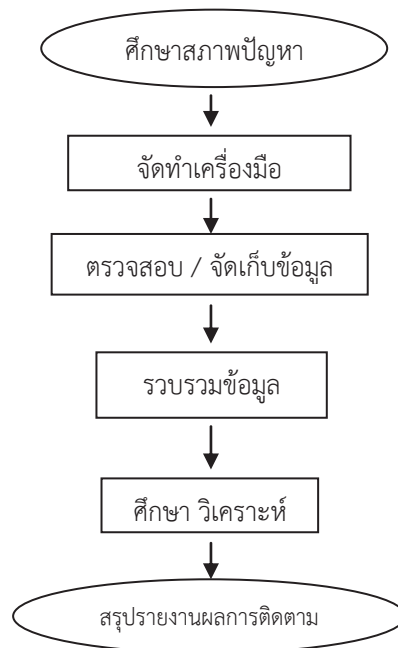 ศึกษาสภาพปัญหา
จัดทำเครื่องมือ
ตรวจสอบ / จัดเก็บข้อมูล
รวบรวมข้อมูล
ศึกษา วิเคราะห์
สรุปรายงานผลการติดตาม